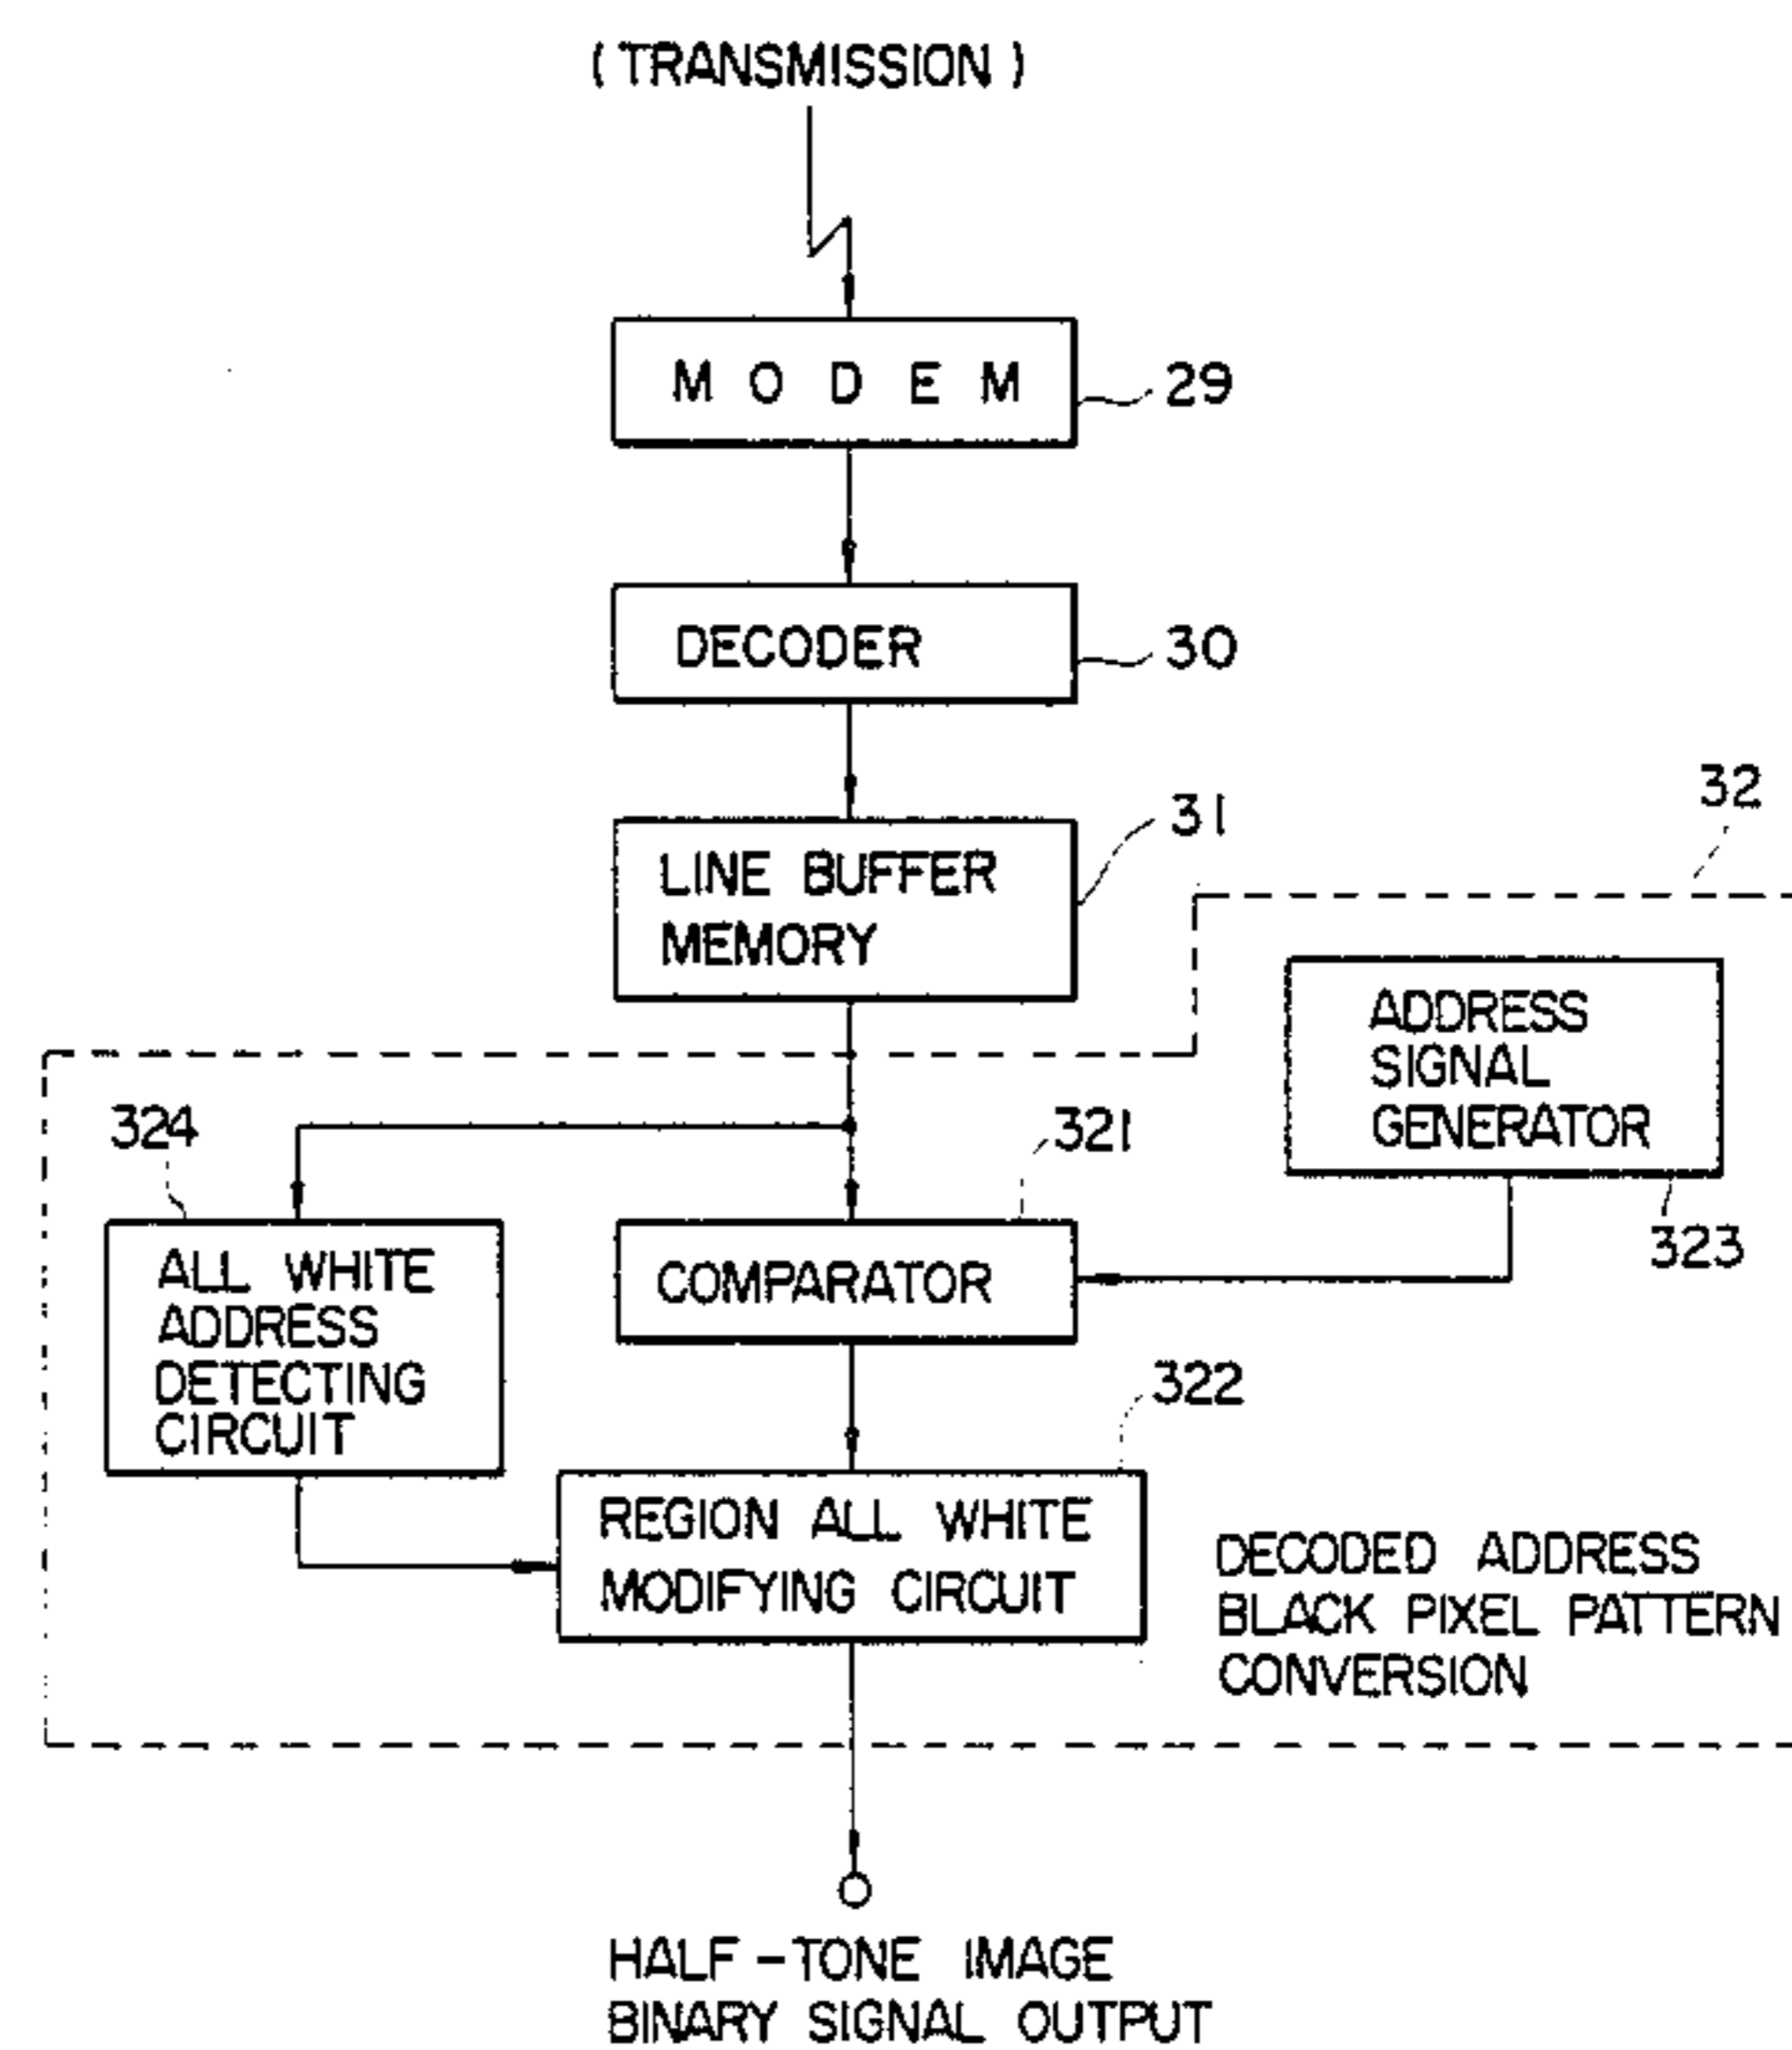 (TRANSMISSION)
MODEM
29
DECODER
30
LINE BUFFER
MEMORY
31
32
ADDRESS
SIGNAL
GENERATOR
323
324
321
ALL WHITE
ADDRESS
DETECTING
CIRCUIT
COMPARATOR
322
REGION ALL WHITE
MODIFYING CIRCUIT
DECODED ADDRESS
BLACK PIXEL PATTERN
CONVERSION
HALF-TONE IMAGE
BINARY SIGNAL OUTPUT